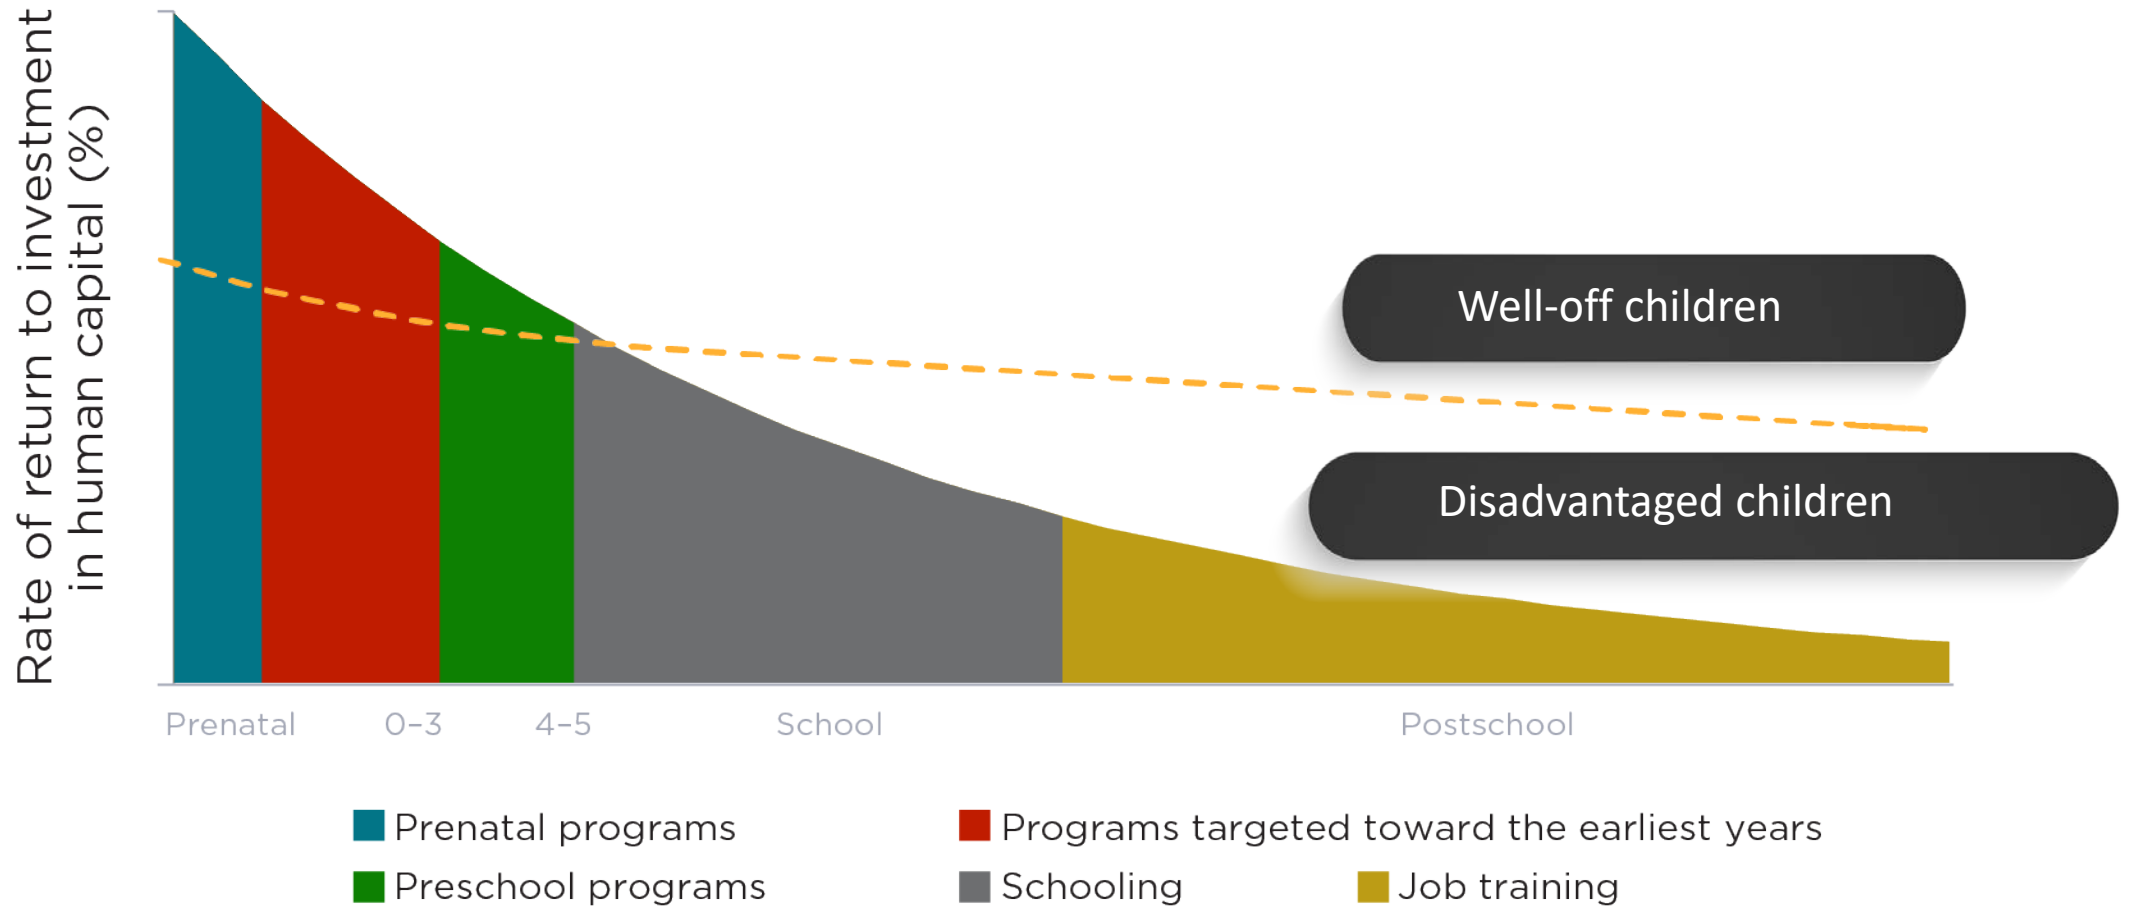 Rate of return to investment
in human capital (%)
Well-off children
Disadvantaged children
Prenatal
0–3
4–5
School
Postschool
Prenatal programs
Programs targeted toward the earliest years
Preschool programs
Schooling
Job training